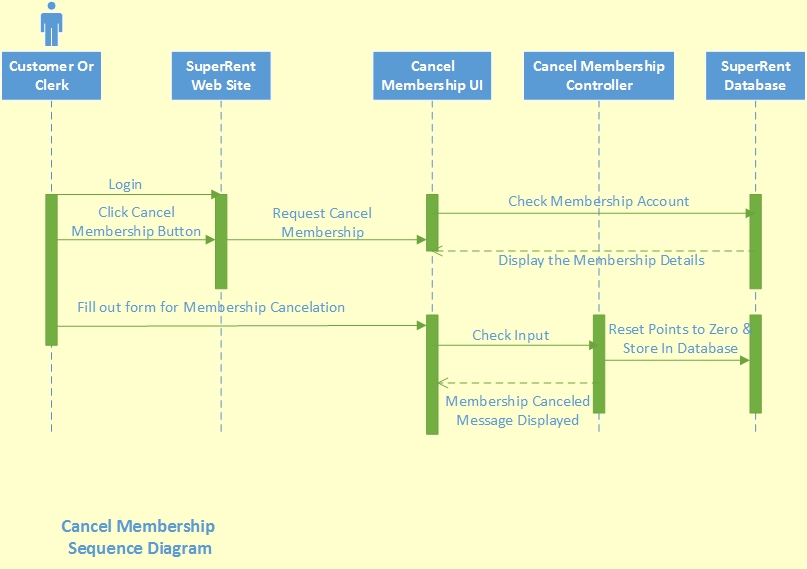 Customer Or
Clerk
SuperRent
Web Site
Cancel
Membership UI
Cancel Membership
Controller
SuperRent
Database
Login
Click Cancel
Membership Button
Request Cancel
Membership
Check Membership Account
Display the Membership Details
Fill out form for Membership Cancelation
Check Input
Reset Points to Zero &
Store In Database
Membership Canceled
Message Displayed
Cancel Membership
Sequence Diagram